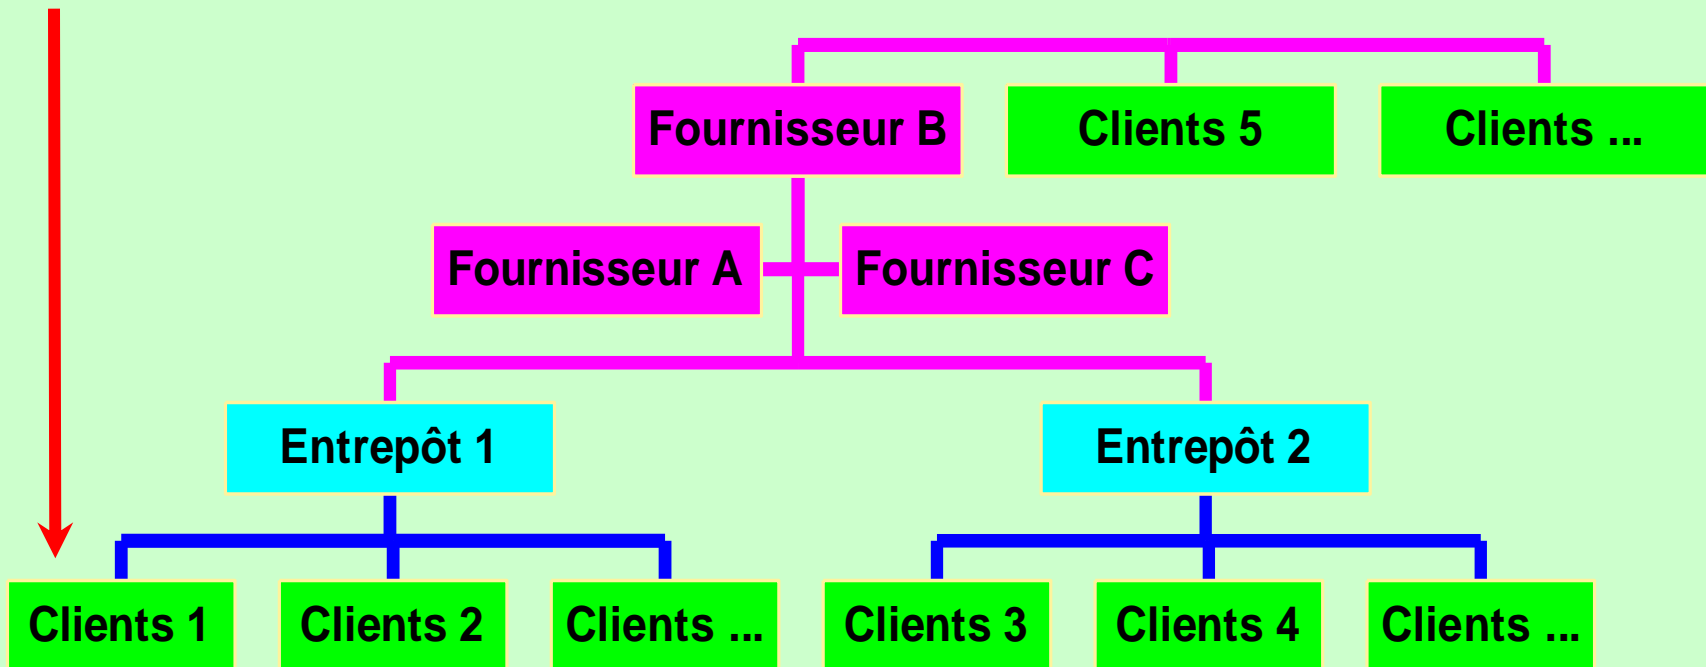 Fournisseur B
Clients 5
Clients ...
Fournisseur A
Fournisseur C
Entrepôt 1
Entrepôt 2
Clients 1
Clients 2
Clients ...
Clients 3
Clients 4
Clients ...